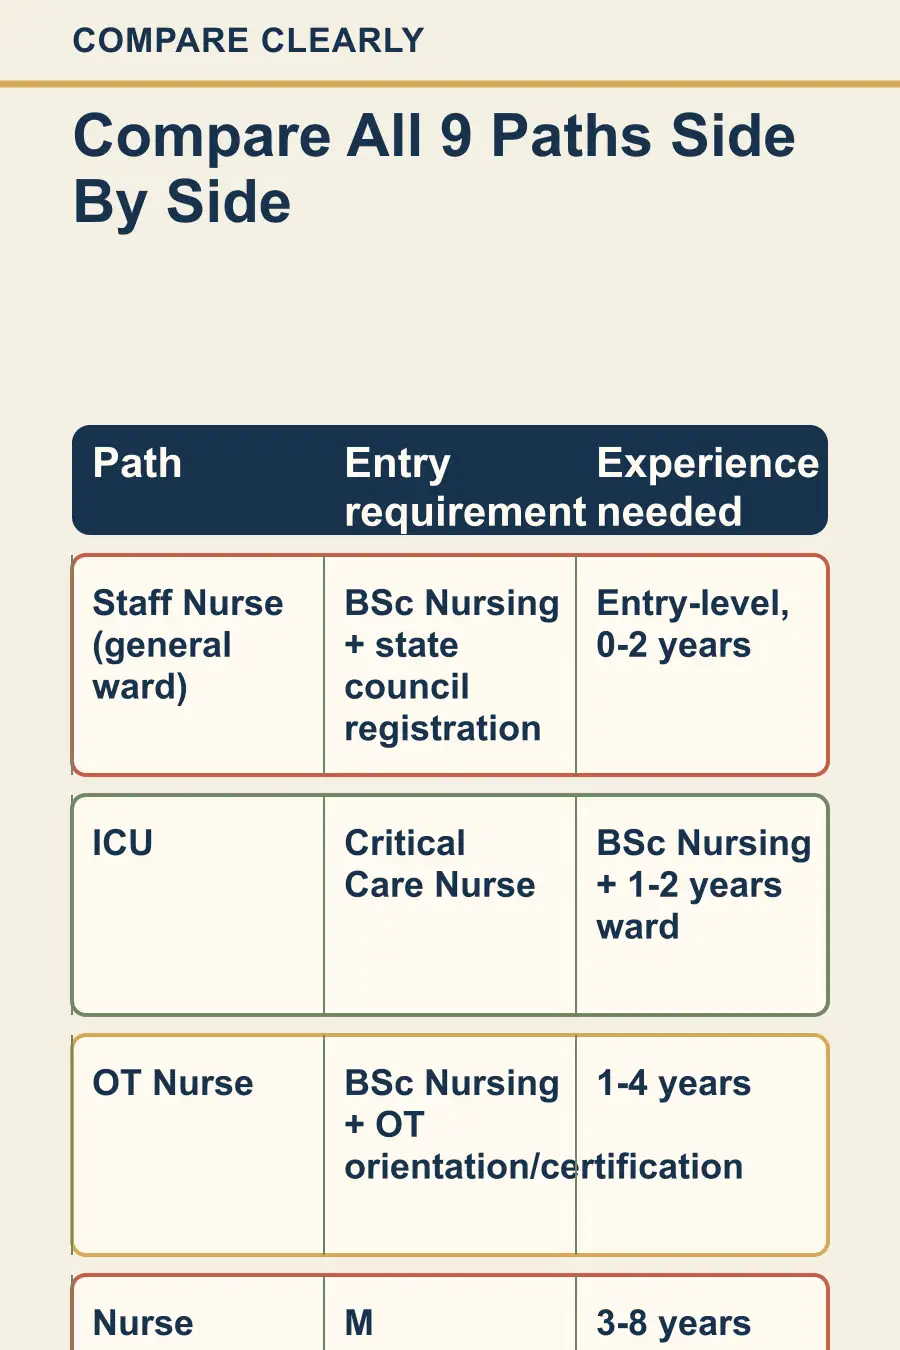 COMPARE CLEARLY
Compare All 9 Paths Side
By Side
Path
Entry
requirement
Experience
needed
Staff Nurse
(general
ward)
BSc Nursing
+ state
council
registration
Entry-level,
0-2 years
ICU
Critical
Care Nurse
BSc Nursing
+ 1-2 years
ward
OT Nurse
BSc Nursing
+ OT
orientation/certification
1-4 years
Nurse
M
3-8 years